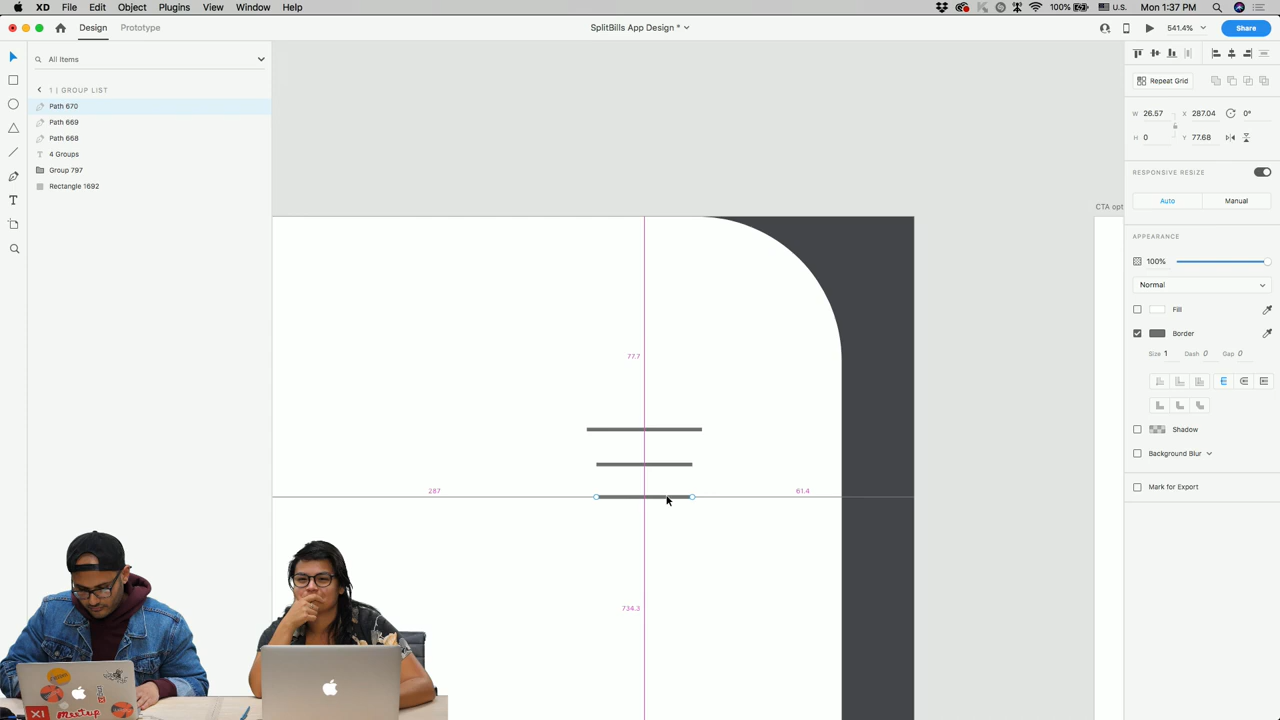 XD File Edit Object Plugins View Window Help
100% U.S. Mon 1:37 PM
Design Prototype
SplitBills App Design *
541.4%
Share
All Items
1 | GROUP LIST
Path 670
Path 669
Path 668
4 Groups
Group 797
Rectangle 1692
CTA opt
77.7
287
61.4
734.3
Repeat Grid
W 26.57 X 287.04 0°
H 0 Y 77.68
RESPONSIVE RESIZE
Auto Manual
APPEARANCE
100%
Normal
Fill
Border
Size 1 Dash 0 Gap 0
Shadow
Background Blur
Mark for Export
XI
Meetup